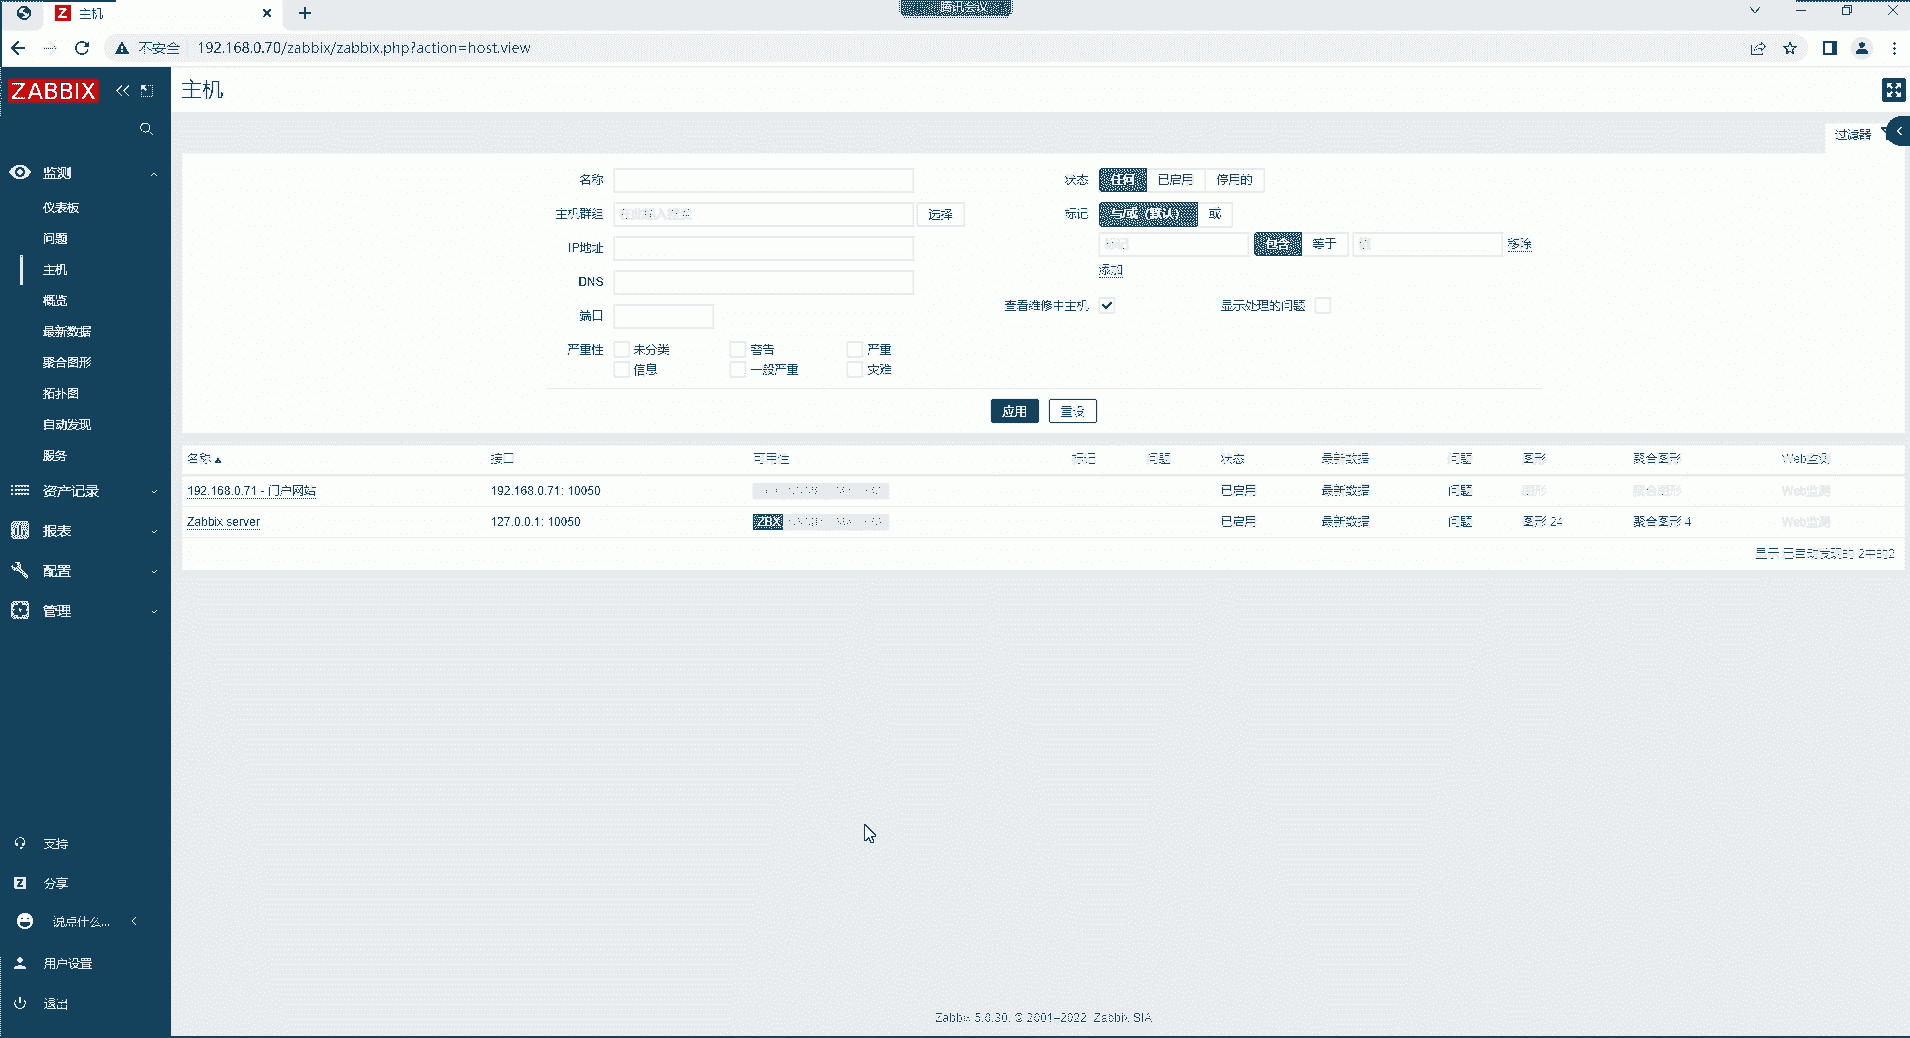 主机
腾讯会议
不安全 192.168.0.70/zabbix/zabbix.php?action=host.view
ZABBIX
主机
过滤器
监测
仪表板
问题
主机
概览
最新数据
聚合图形
拓扑图
自动发现
服务
资产记录
报表
配置
管理
支持
分享
说点什么...
用户设置
退出
名称
主机群组 在此输入搜索 选择
IP地址
DNS
端口
严重性 未分类 警告 严重
信息 一般严重 灾难
状态 任何 已启用 停用的
标记 与/或（默认） 或
标记 包含 等于 值 移除
添加
查看维修中主机 显示处理的问题
应用 重设
名称 接口 可用性 标记 问题 状态 最新数据 问题 图形 聚合图形 Web监测
192.168.0.71 - 门户网站 192.168.0.71: 10050 已启用 最新数据 问题 图形 聚合图形 Web监测
Zabbix server 127.0.0.1: 10050 ZBX 已启用 最新数据 问题 图形 24 聚合图形 4 Web监测
显示 已自动发现的 2中的2
Zabbix 5.0.30. © 2001–2022, Zabbix SIA